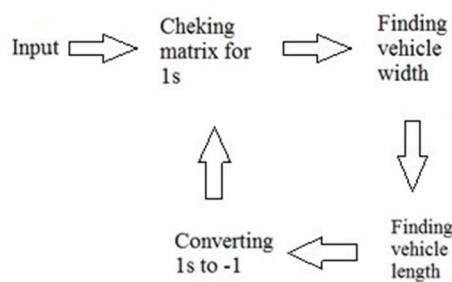 Input
Cheking
matrix for
1s
Finding
vehicle
width
Finding
vehicle
length
Converting
1s to -1